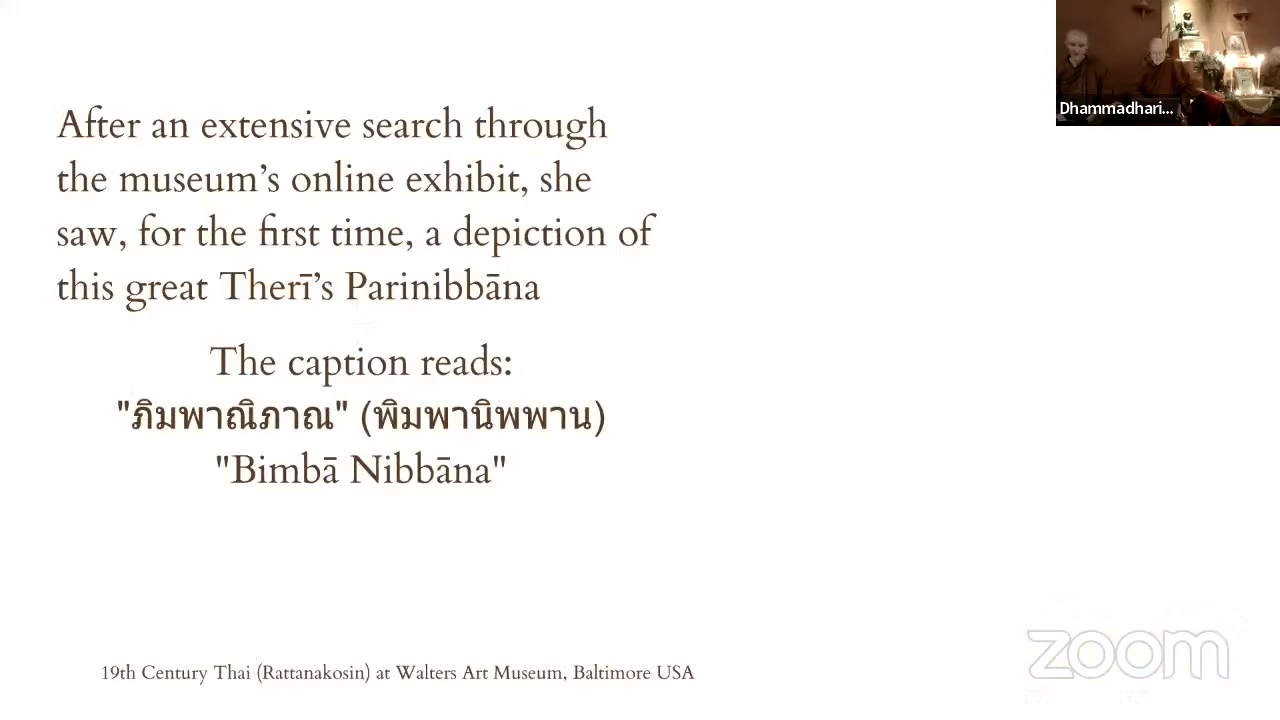 Dhammadhari...
After an extensive search through
the museum’s online exhibit, she
saw, for the first time, a depiction of
this great Therī’s Parinibbāna
The caption reads:
"ภิมพาณิภาณ" (พิมพานิพพาน)
"Bimbā Nibbāna"
19th Century Thai (Rattanakosin) at Walters Art Museum, Baltimore USA
zoom